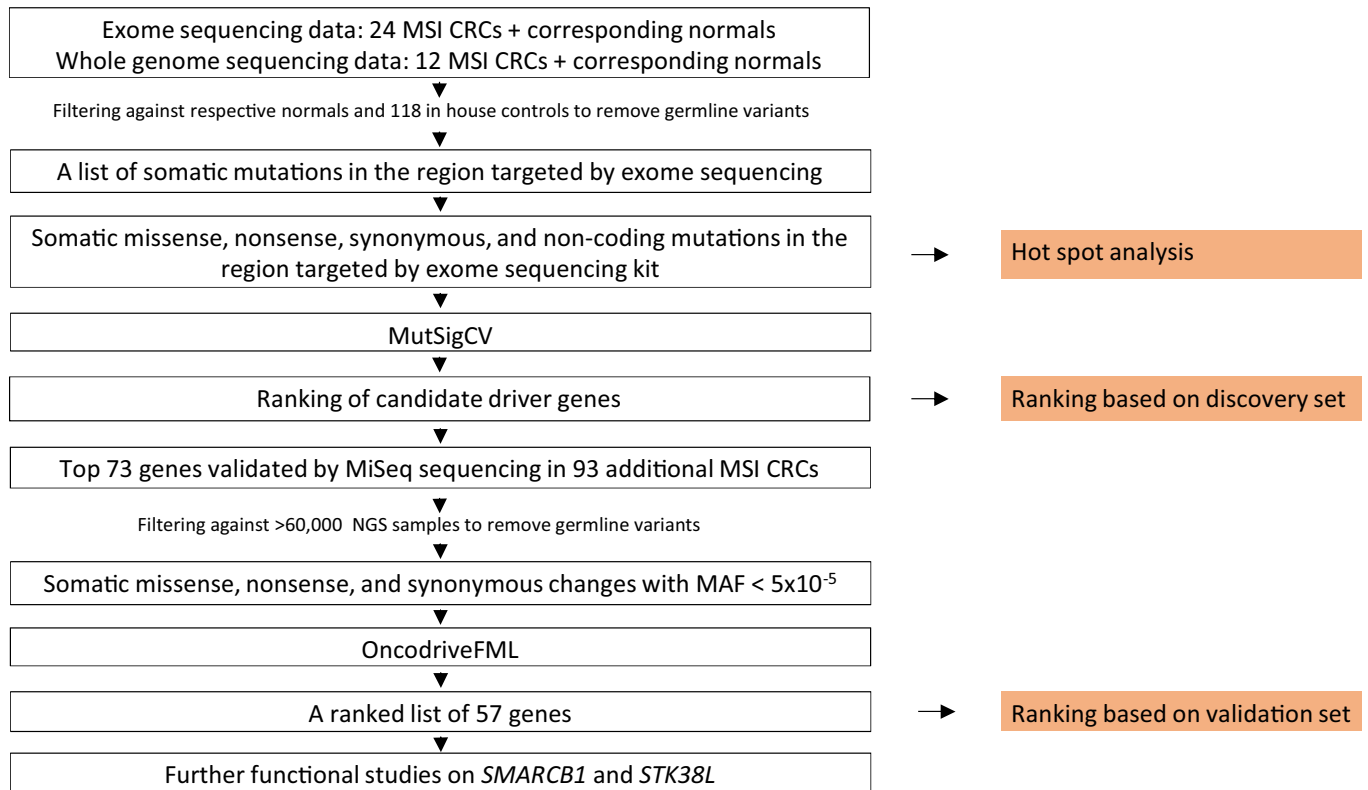 Exome sequencing data: 24 MSI CRCs + corresponding normals
Whole genome sequencing data: 12 MSI CRCs + corresponding normals
Filtering against respective normals and 118 in house controls to remove germline variants
A list of somatic mutations in the region targeted by exome sequencing
Somatic missense, nonsense, synonymous, and non-coding mutations in the
region targeted by exome sequencing kit
Hot spot analysis
MutSigCV
Ranking of candidate driver genes
Ranking based on discovery set
Top 73 genes validated by MiSeq sequencing in 93 additional MSI CRCs
Filtering against >60,000 NGS samples to remove germline variants
Somatic missense, nonsense, and synonymous changes with MAF < 5x10⁻⁵
OncodriveFML
A ranked list of 57 genes
Ranking based on validation set
Further functional studies on SMARCB1 and STK38L